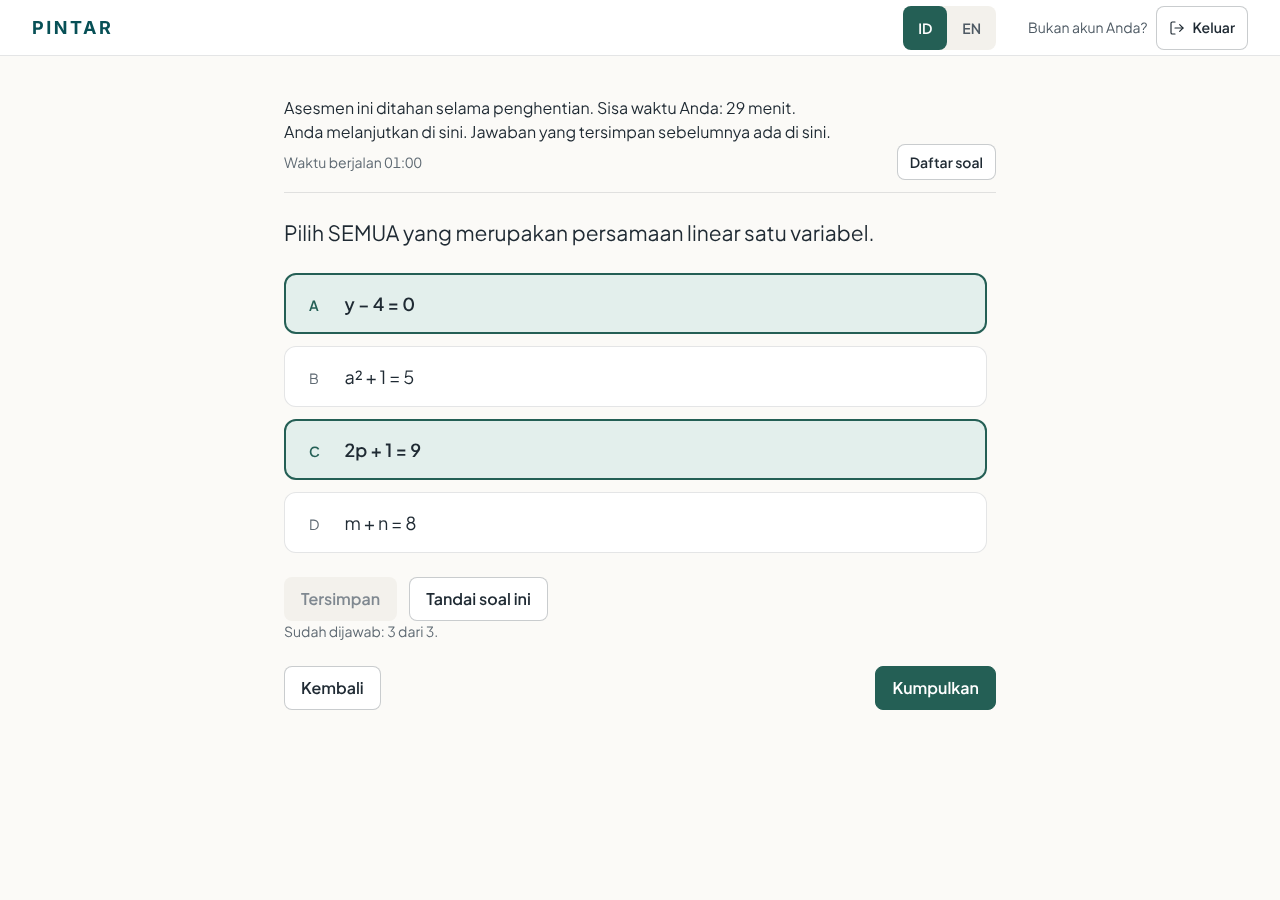 PINTAR
ID EN Bukan akun Anda? Keluar
Asesmen ini ditahan selama penghentian. Sisa waktu Anda: 29 menit.
Anda melanjutkan di sini. Jawaban yang tersimpan sebelumnya ada di sini.
Waktu berjalan 01:00 Daftar soal
Pilih SEMUA yang merupakan persamaan linear satu variabel.
A y − 4 = 0
B a² + 1 = 5
C 2p + 1 = 9
D m + n = 8
Tersimpan Tandai soal ini
Sudah dijawab: 3 dari 3.
Kembali Kumpulkan